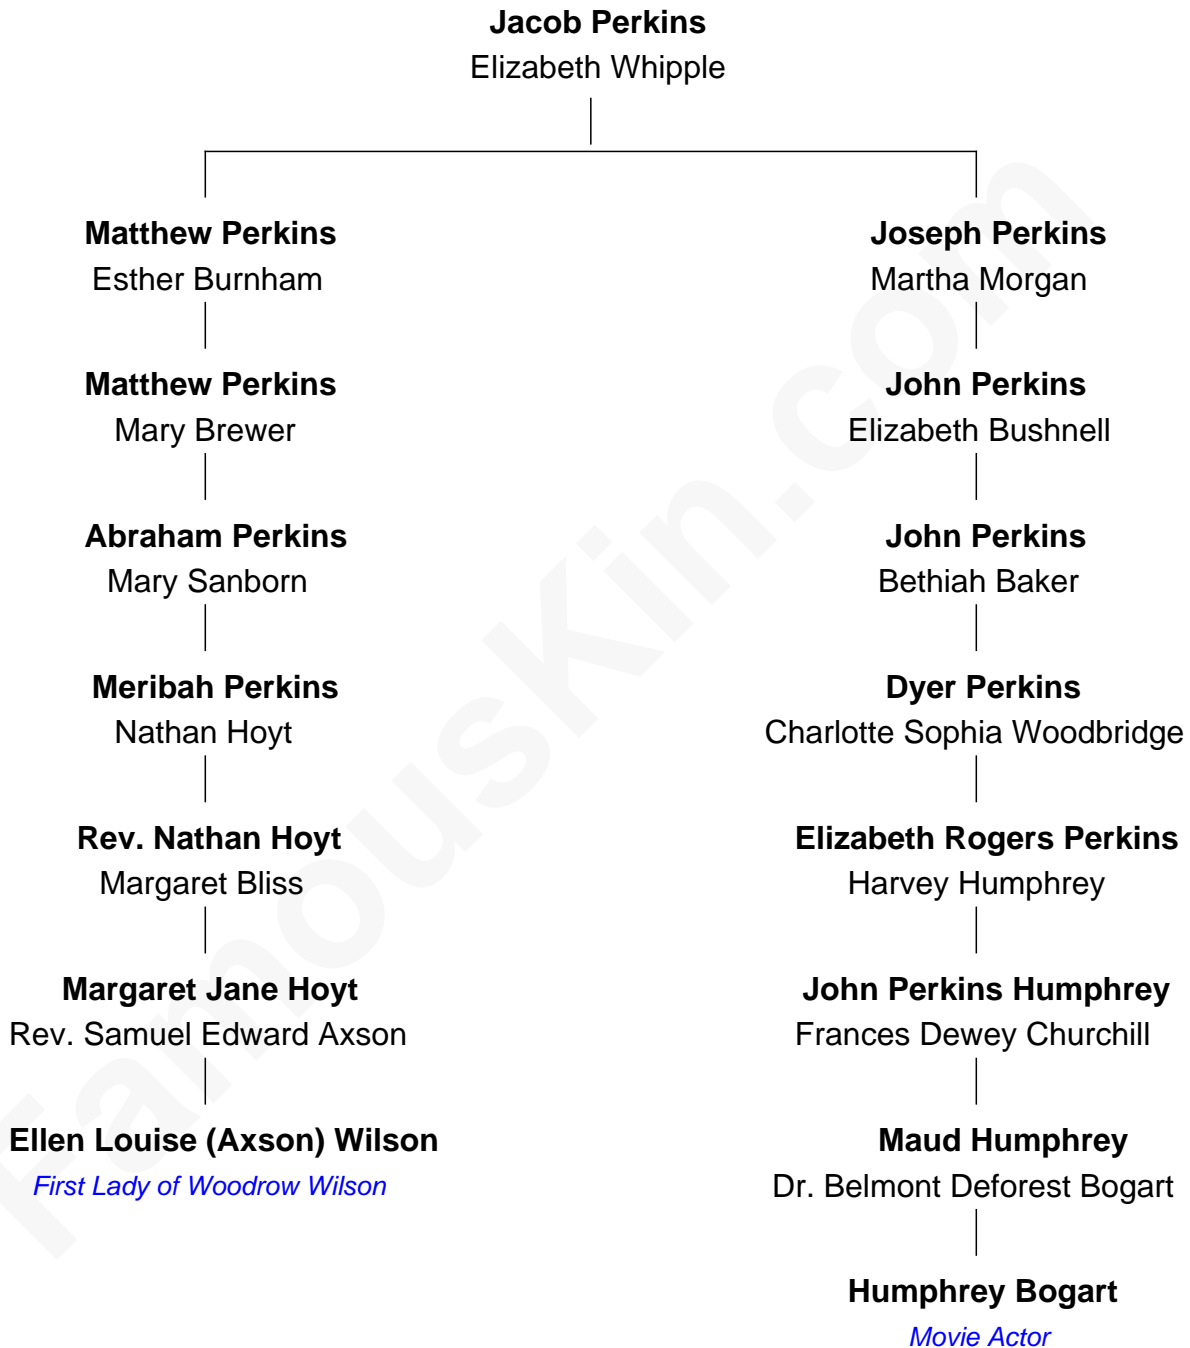 Jacob Perkins
Elizabeth Whipple
Matthew Perkins
Esther Burnham
Joseph Perkins
Martha Morgan
Matthew Perkins
Mary Brewer
John Perkins
Elizabeth Bushnell
Abraham Perkins
Mary Sanborn
John Perkins
Bethiah Baker
Meribah Perkins
Nathan Hoyt
Dyer Perkins
Charlotte Sophia Woodbridge
Rev. Nathan Hoyt
Margaret Bliss
Elizabeth Rogers Perkins
Harvey Humphrey
Margaret Jane Hoyt
Rev. Samuel Edward Axson
John Perkins Humphrey
Frances Dewey Churchill
Ellen Louise (Axson) Wilson
First Lady of Woodrow Wilson
Maud Humphrey
Dr. Belmont Deforest Bogart
Humphrey Bogart
Movie Actor
FamousKin.com